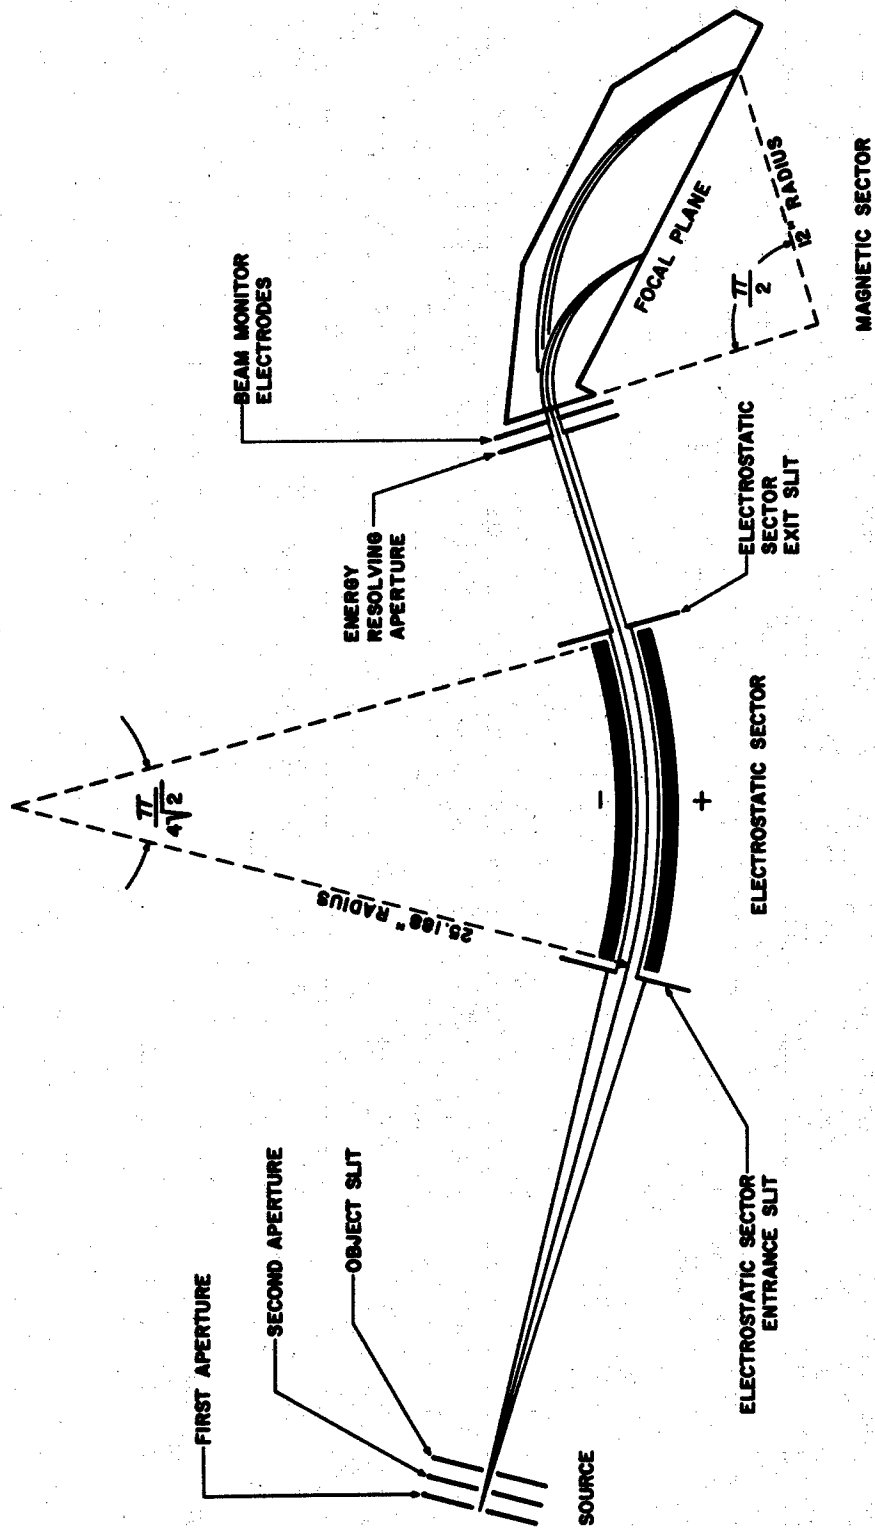 FIRST APERTURE
SECOND APERTURE
OBJECT SLIT
SOURCE
25.188" RADIUS
π
4√2
ELECTROSTATIC SECTOR
ENTRANCE SLIT
-
+
ELECTROSTATIC SECTOR
ENERGY
RESOLVING
APERTURE
BEAM MONITOR
ELECTRODES
ELECTROSTATIC
SECTOR
EXIT SLIT
FOCAL PLANE
π
2
12" RADIUS
MAGNETIC SECTOR